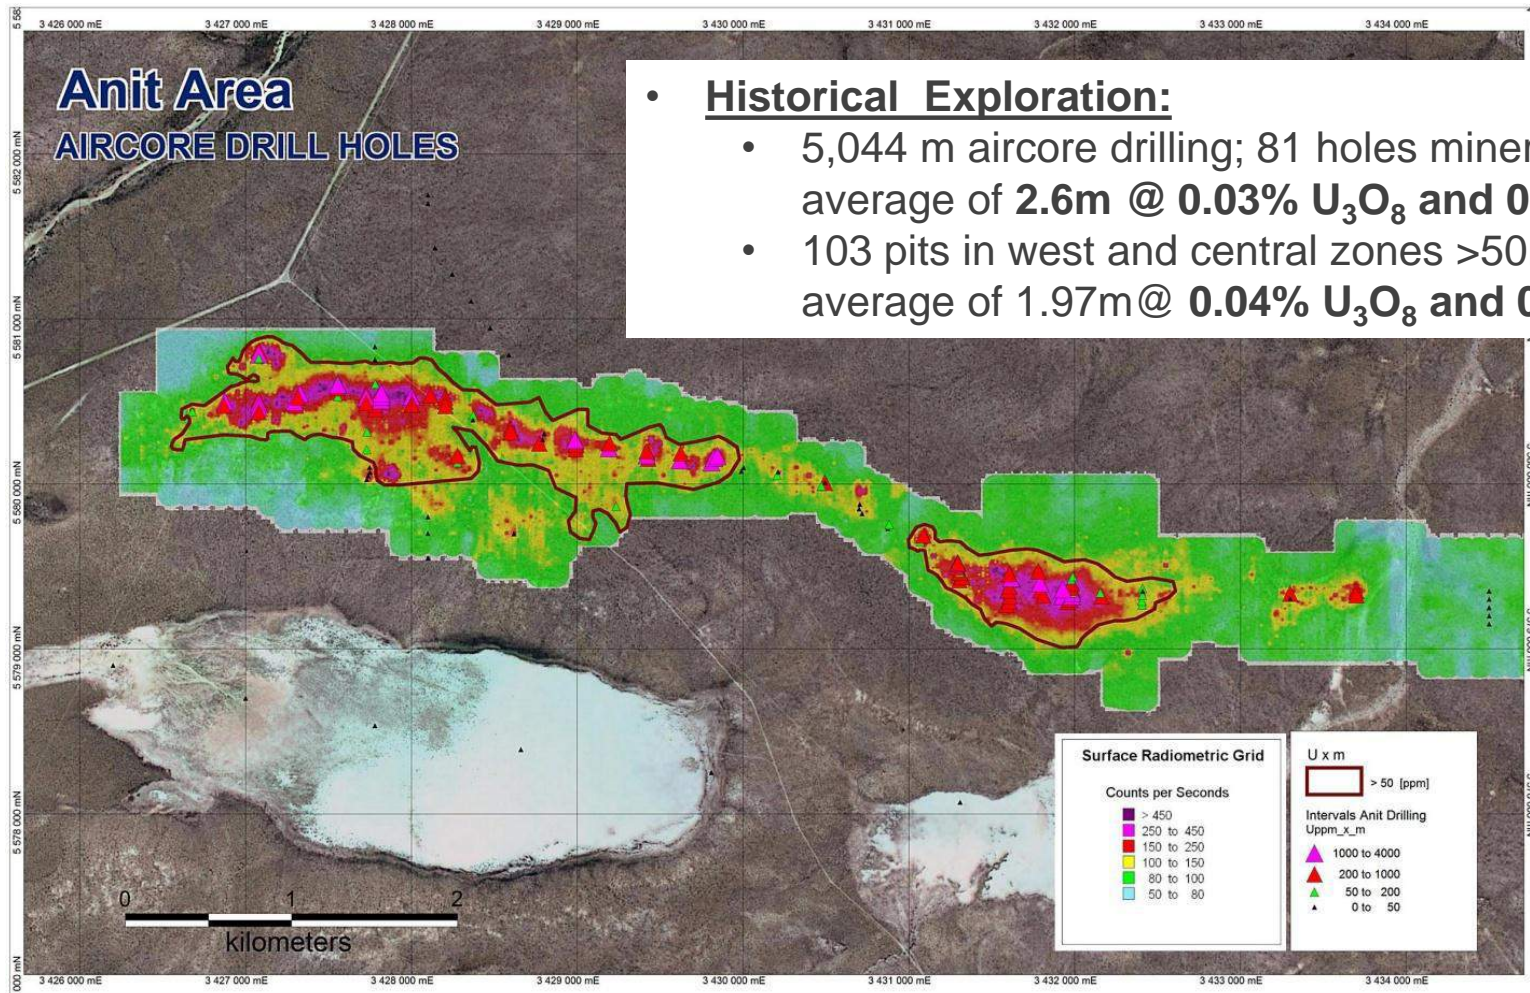 3 426 000 mE 3 427 000 mE 3 428 000 mE 3 429 000 mE 3 430 000 mE 3 431 000 mE 3 432 000 mE 3 433 000 mE 3 434 000 mE
Anit Area
AIRCORE DRILL HOLES
• Historical Exploration:
• 5,044 m aircore drilling; 81 holes miner
average of 2.6m @ 0.03% U3O8 and 0
• 103 pits in west and central zones >50
average of 1.97m@ 0.04% U3O8 and 0
5 582 000 mN
5 581 000 mN
5 580 000 mN
5 579 000 mN
5 578 000 mN
000 mN
Surface Radiometric Grid
Counts per Seconds
> 450
250 to 450
150 to 250
100 to 150
80 to 100
50 to 80
U x m
> 50 [ppm]
Intervals Anit Drilling
Uppm_x_m
1000 to 4000
200 to 1000
50 to 200
0 to 50
0 1 2
kilometers
3 426 000 mE 3 427 000 mE 3 428 000 mE 3 429 000 mE 3 430 000 mE 3 431 000 mE 3 432 000 mE 3 433 000 mE 3 434 000 mE